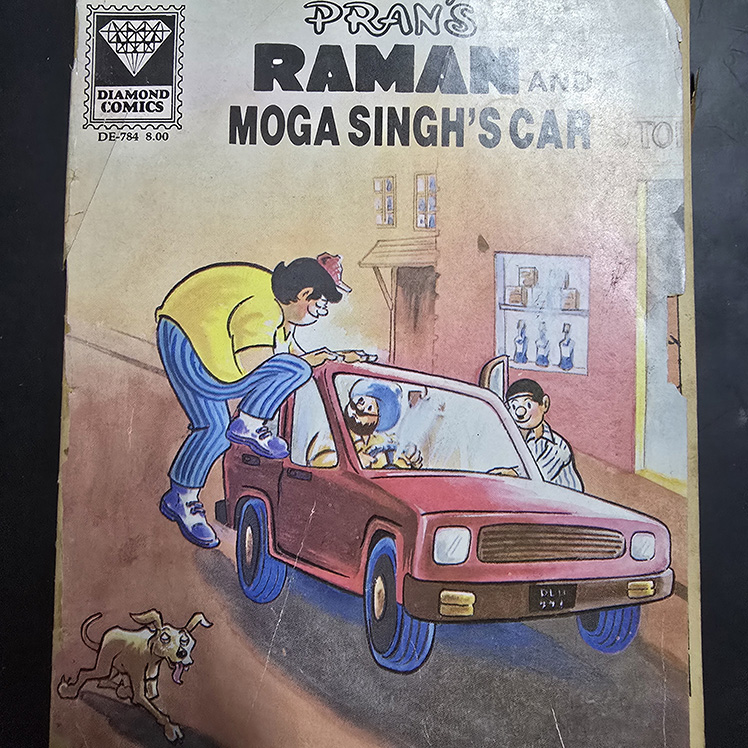 PRAN'S
RAMAN AND
MOGA SINGH'S CAR
DIAMOND
COMICS
DE-784 8.00